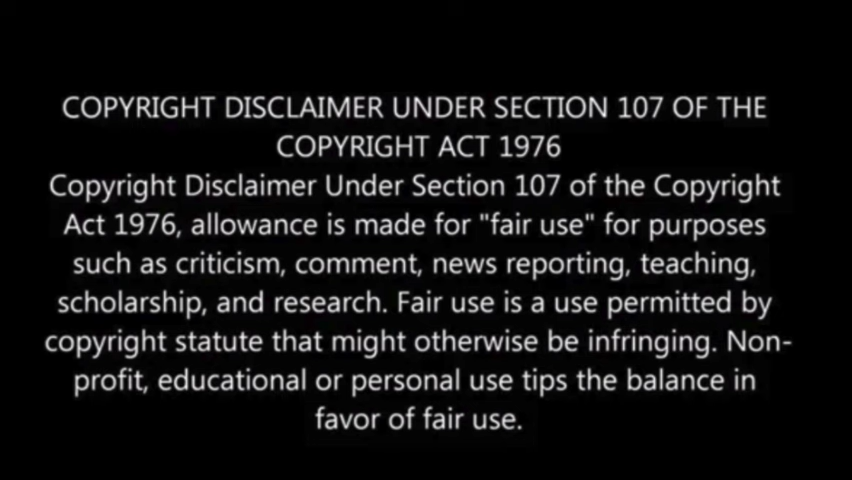 COPYRIGHT DISCLAIMER UNDER SECTION 107 OF THE
COPYRIGHT ACT 1976
Copyright Disclaimer Under Section 107 of the Copyright
Act 1976, allowance is made for "fair use" for purposes
such as criticism, comment, news reporting, teaching,
scholarship, and research. Fair use is a use permitted by
copyright statute that might otherwise be infringing. Non-
profit, educational or personal use tips the balance in
favor of fair use.